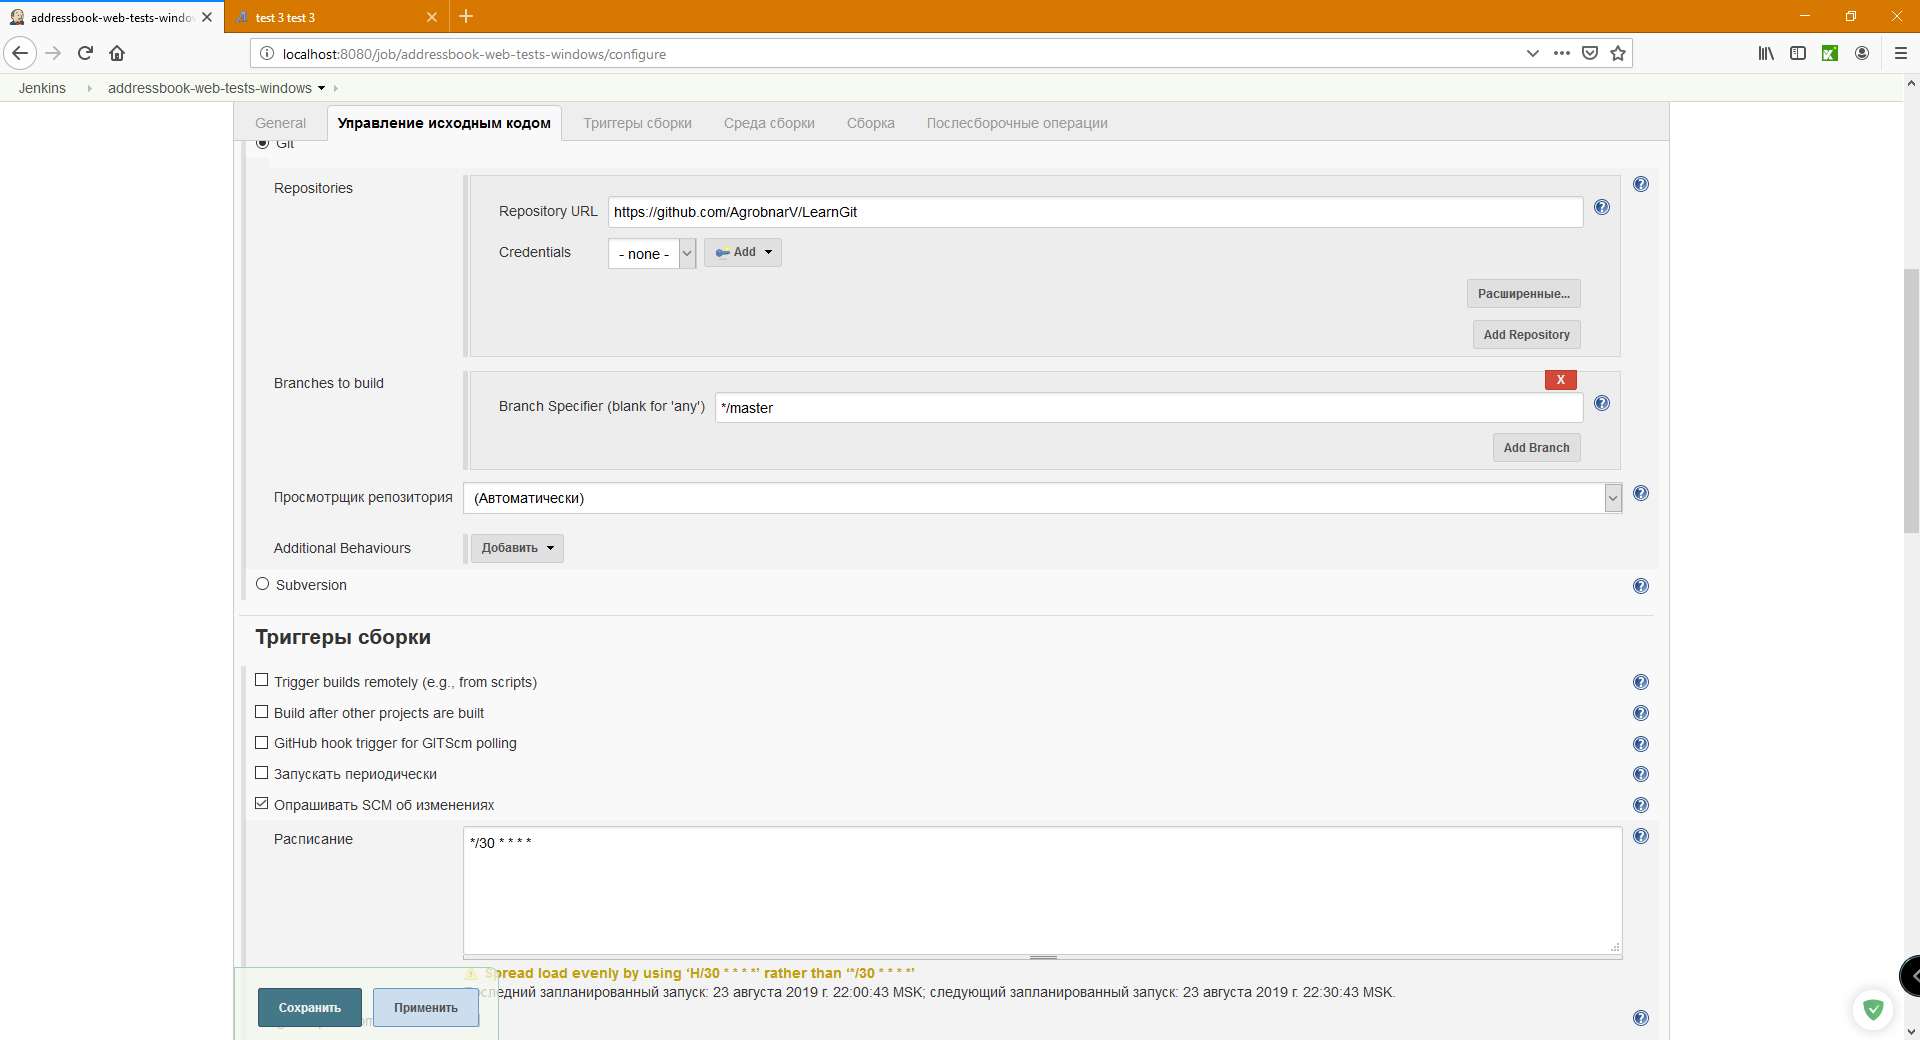 addressbook-web-tests-windo
test 3 test 3
localhost:8080/job/addressbook-web-tests-windows/configure
Jenkins
addressbook-web-tests-windows
General
Управление исходным кодом
Триггеры сборки
Среда сборки
Сборка
Послесборочные операции
Git
Repositories
Repository URL
https://github.com/AgrobnarV/LearnGit
Credentials
- none -
Add
Расширенные...
Add Repository
Branches to build
X
Branch Specifier (blank for 'any')
*/master
Add Branch
Просмотрщик репозитория
(Автоматически)
Additional Behaviours
Добавить
Subversion
Триггеры сборки
Trigger builds remotely (e.g., from scripts)
Build after other projects are built
GitHub hook trigger for GITScm polling
Запускать периодически
Опрашивать SCM об изменениях
Расписание
*/30 * * * *
Spread load evenly by using ‘H/30 * * * *’ rather than ‘*/30 * * * *’
Последний запланированный запуск: 23 августа 2019 г. 22:00:43 MSK; следующий запланированный запуск: 23 августа 2019 г. 22:30:43 MSK.
Сохранить
Применить